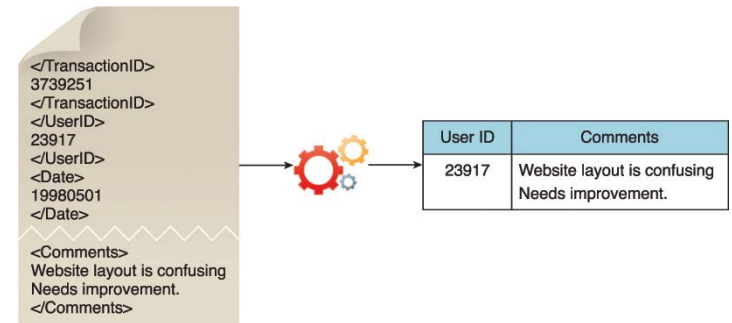 </TransactionID>
3739251
</TransactionID>
</UserID>
23917
</UserID>
<Date>
19980501
</Date>
<Comments>
Website layout is confusing
Needs improvement.
</Comments>
User ID Comments
23917 Website layout is confusing
Needs improvement.